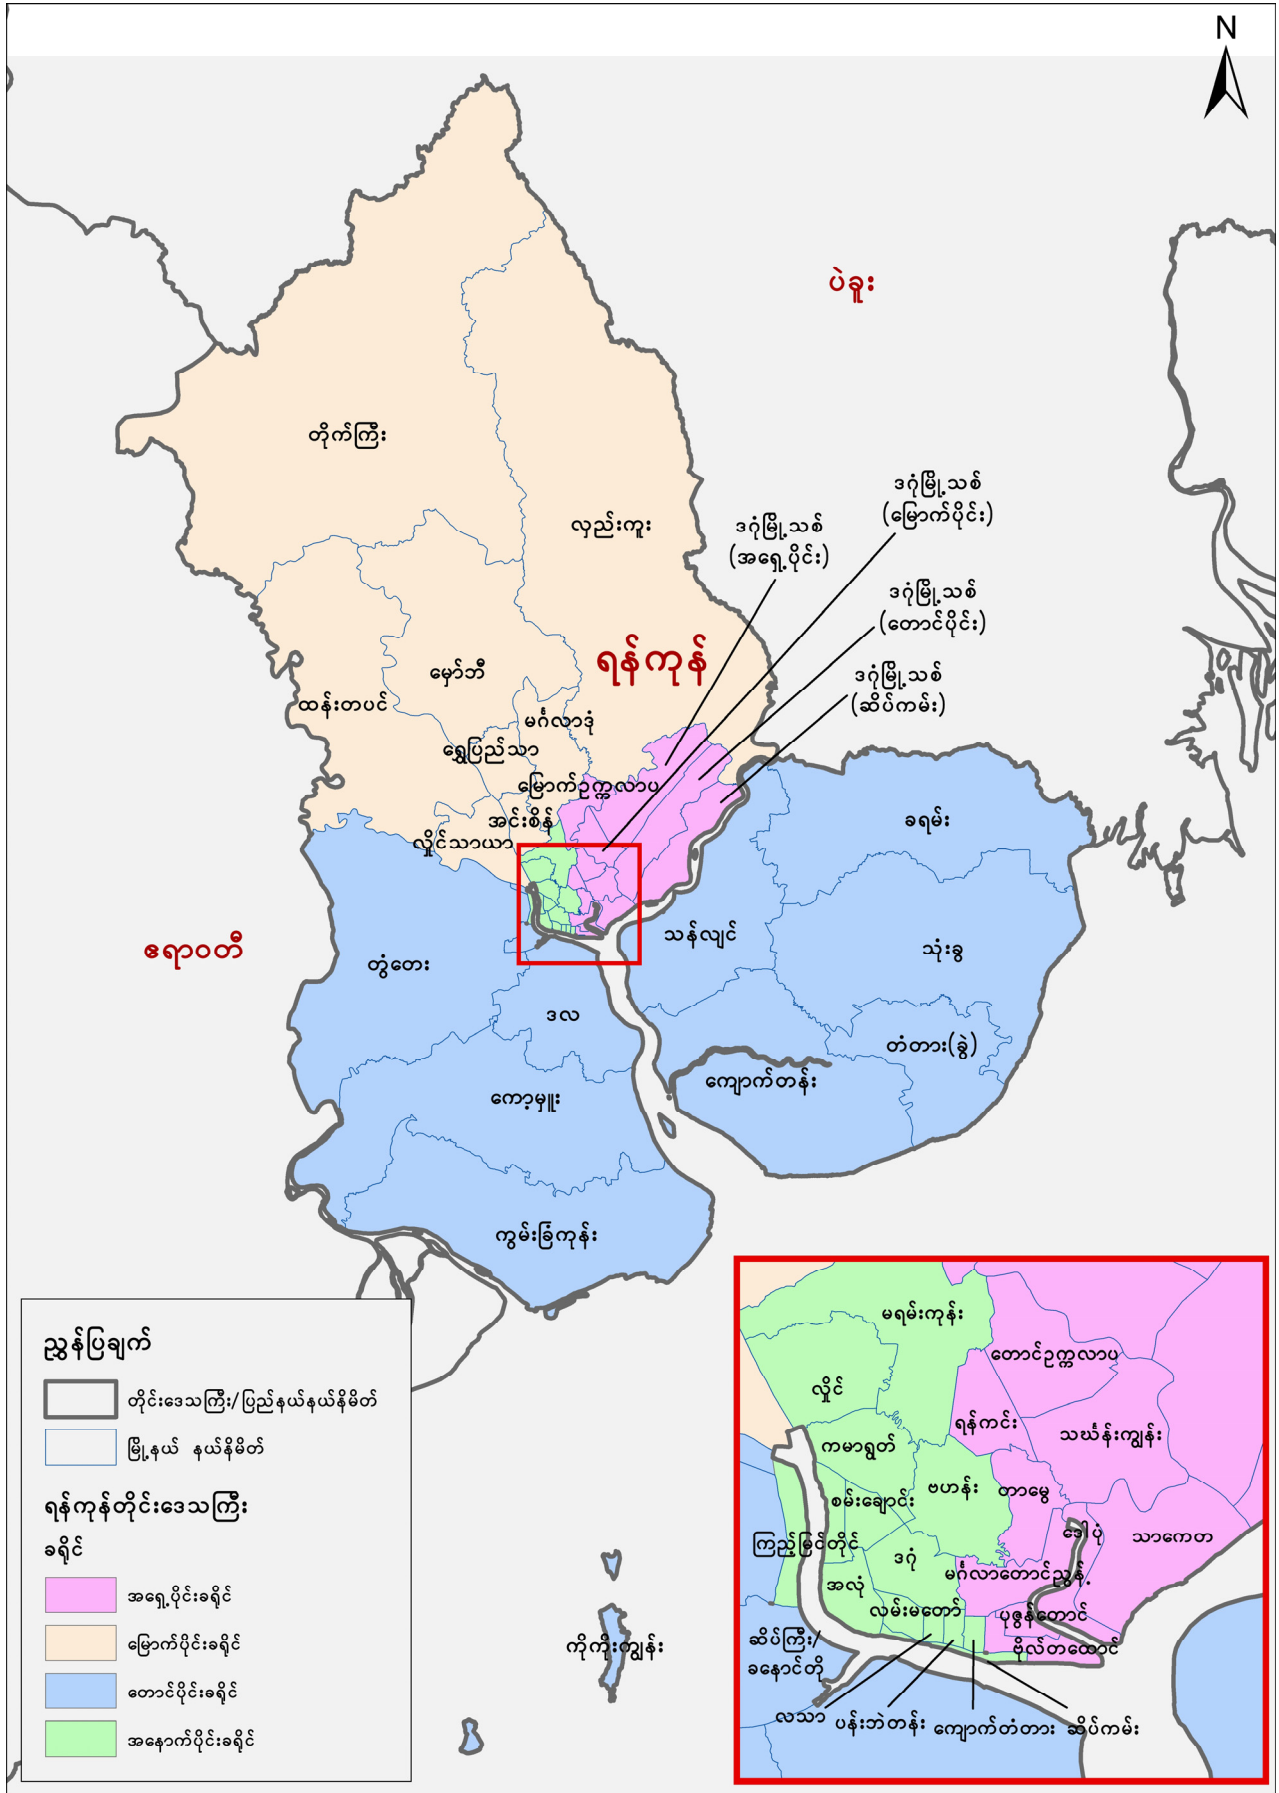 N
ပဲခူး
တိုက်ကြီး
လှည်းကူး
ဒဂုံမြို့သစ်
(မြောက်ပိုင်း)
ဒဂုံမြို့သစ်
(အရှေ့ပိုင်း)
ဒဂုံမြို့သစ်
(တောင်ပိုင်း)
ဒဂုံမြို့သစ်
(ဆိပ်ကမ်း)
ရန်ကုန်
မှော်ဘီ
ထန်းတပင်
မင်္ဂလာဒုံ
ရွှေပြည်သာ
မြောက်ဥက္ကလာပ
အင်းစိန်
လှိုင်သာယာ
ခရမ်း
သန်လျင်
သုံးခွ
ဧရာဝတီ
တွံတေး
ဒလ
တံတား(ခွဲ)
ကျောက်တန်း
ကော့မှူး
ကွမ်းခြံကုန်း
ကိုကိုးကျွန်း
ညွှန်ပြချက်
တိုင်းဒေသကြီး/ပြည်နယ်နယ်နိမိတ်
မြို့နယ် နယ်နိမိတ်
ရန်ကုန်တိုင်းဒေသကြီး
ခရိုင်
အရှေ့ပိုင်းခရိုင်
မြောက်ပိုင်းခရိုင်
တောင်ပိုင်းခရိုင်
အနောက်ပိုင်းခရိုင်
မရမ်းကုန်း
တောင်ဥက္ကလာပ
လှိုင်
ရန်ကင်း
သင်္ဃန်းကျွန်း
ကမာရွတ်
ဗဟန်း
တာမွေ
စမ်းချောင်း
ဒေါပုံ
သာကေတ
ကြည့်မြင်တိုင်
ဒဂုံ
မင်္ဂလာတောင်ညွန့်
အလုံ
လမ်းမတော်
ပုဇွန်တောင်
ဗိုလ်တထောင်
ဆိပ်ကြီး/
ခနောင်တို
လသာ
ပန်းဘဲတန်း
ကျောက်တံတား
ဆိပ်ကမ်း